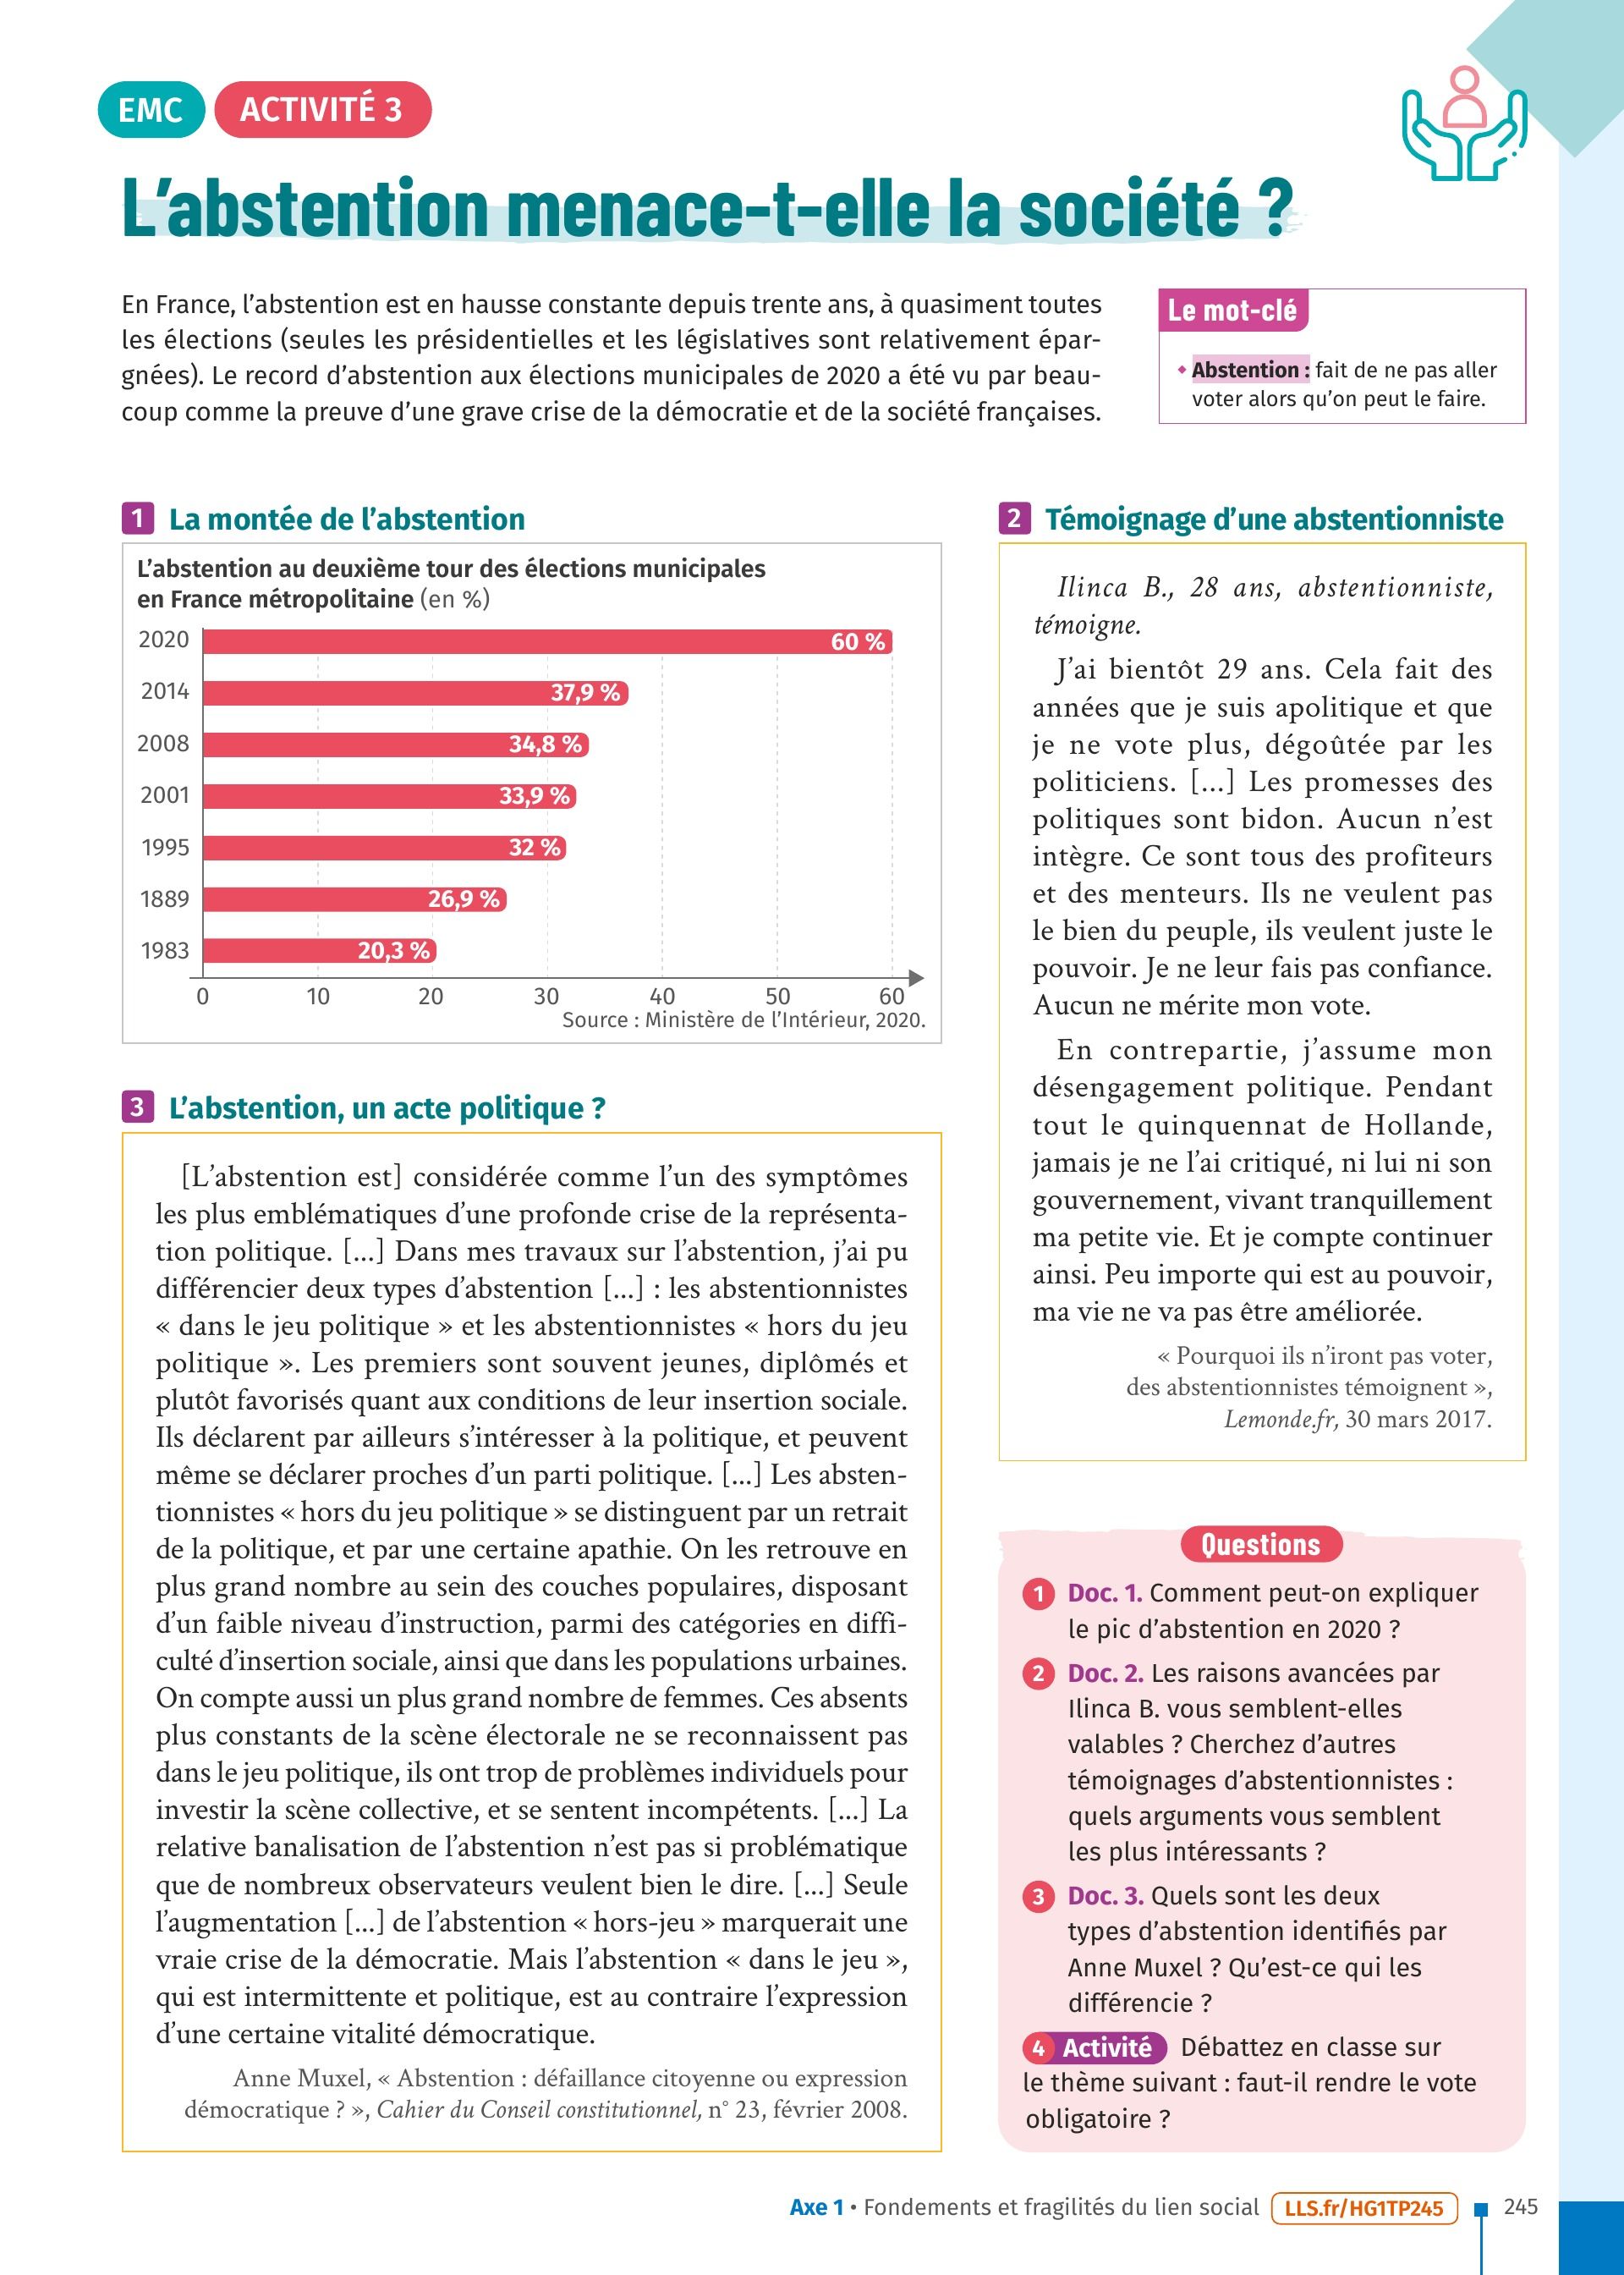 EMC ACTIVITÉ 3
L’abstention menace-t-elle la société ?
En France, l’abstention est en hausse constante depuis trente ans, à quasiment toutes
les élections (seules les présidentielles et les législatives sont relativement épar-
gnées). Le record d’abstention aux élections municipales de 2020 a été vu par beau-
coup comme la preuve d’une grave crise de la démocratie et de la société françaises.
Le mot-clé
• Abstention : fait de ne pas aller
voter alors qu’on peut le faire.
1 La montée de l’abstention
L’abstention au deuxième tour des élections municipales
en France métropolitaine (en %)
2020 60 %
2014 37,9 %
2008 34,8 %
2001 33,9 %
1995 32 %
1889 26,9 %
1983 20,3 %
0 10 20 30 40 50 60
Source : Ministère de l’Intérieur, 2020.
2 Témoignage d’une abstentionniste
Ilinca B., 28 ans, abstentionniste,
témoigne.
J’ai bientôt 29 ans. Cela fait des
années que je suis apolitique et que
je ne vote plus, dégoûtée par les
politiciens. [...] Les promesses des
politiques sont bidon. Aucun n’est
intègre. Ce sont tous des profiteurs
et des menteurs. Ils ne veulent pas
le bien du peuple, ils veulent juste le
pouvoir. Je ne leur fais pas confiance.
Aucun ne mérite mon vote.
En contrepartie, j’assume mon
désengagement politique. Pendant
tout le quinquennat de Hollande,
jamais je ne l’ai critiqué, ni lui ni son
gouvernement, vivant tranquillement
ma petite vie. Et je compte continuer
ainsi. Peu importe qui est au pouvoir,
ma vie ne va pas être améliorée.
« Pourquoi ils n’iront pas voter,
des abstentionnistes témoignent »,
Lemonde.fr, 30 mars 2017.
3 L’abstention, un acte politique ?
[L’abstention est] considérée comme l’un des symptômes
les plus emblématiques d’une profonde crise de la représenta-
tion politique. [...] Dans mes travaux sur l’abstention, j’ai pu
différencier deux types d’abstention [...] : les abstentionnistes
« dans le jeu politique » et les abstentionnistes « hors du jeu
politique ». Les premiers sont souvent jeunes, diplômés et
plutôt favorisés quant aux conditions de leur insertion sociale.
Ils déclarent par ailleurs s’intéresser à la politique, et peuvent
même se déclarer proches d’un parti politique. [...] Les absten-
tionnistes « hors du jeu politique » se distinguent par un retrait
de la politique, et par une certaine apathie. On les retrouve en
plus grand nombre au sein des couches populaires, disposant
d’un faible niveau d’instruction, parmi des catégories en diffi-
culté d’insertion sociale, ainsi que dans les populations urbaines.
On compte aussi un plus grand nombre de femmes. Ces absents
plus constants de la scène électorale ne se reconnaissent pas
dans le jeu politique, ils ont trop de problèmes individuels pour
investir la scène collective, et se sentent incompétents. [...] La
relative banalisation de l’abstention n’est pas si problématique
que de nombreux observateurs veulent bien le dire. [...] Seule
l’augmentation [...] de l’abstention « hors-jeu » marquerait une
vraie crise de la démocratie. Mais l’abstention « dans le jeu »,
qui est intermittente et politique, est au contraire l’expression
d’une certaine vitalité démocratique.
Anne Muxel, « Abstention : défaillance citoyenne ou expression
démocratique ? », Cahier du Conseil constitutionnel, n° 23, février 2008.
Questions
1 Doc. 1. Comment peut-on expliquer
le pic d’abstention en 2020 ?
2 Doc. 2. Les raisons avancées par
Ilinca B. vous semblent-elles
valables ? Cherchez d’autres
témoignages d’abstentionnistes :
quels arguments vous semblent
les plus intéressants ?
3 Doc. 3. Quels sont les deux
types d’abstention identifiés par
Anne Muxel ? Qu’est-ce qui les
différencie ?
4 Activité Débattez en classe sur
le thème suivant : faut-il rendre le vote
obligatoire ?
Axe 1 • Fondements et fragilités du lien social LLS.fr/HG1TP245 245